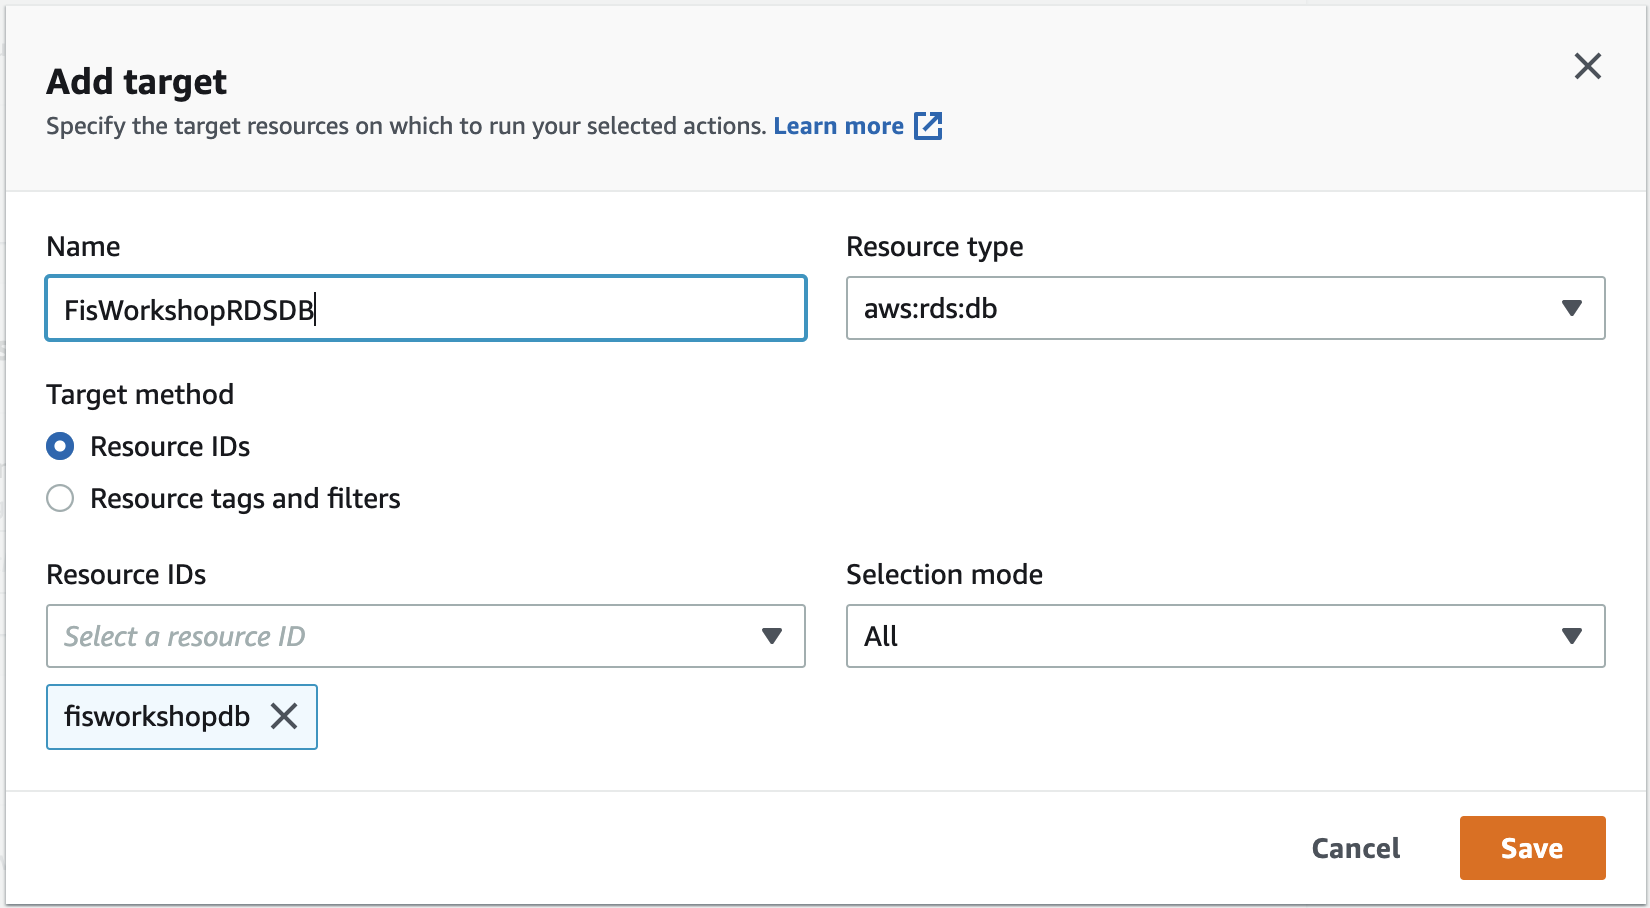 Add target
Specify the target resources on which to run your selected actions. Learn more
Name
FisWorkshopRDSDB
Resource type
aws:rds:db
Target method
Resource IDs
Resource tags and filters
Resource IDs
Select a resource ID
fisworkshopdb
Selection mode
All
Cancel
Save